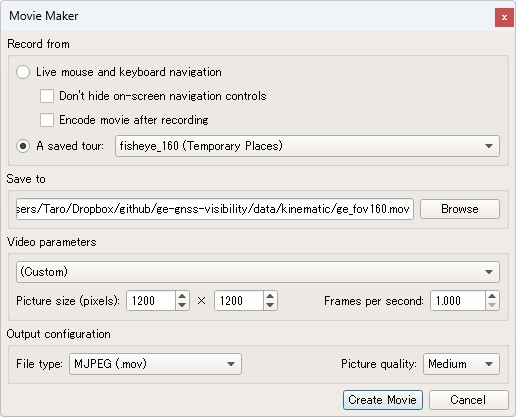 Movie Maker
Record from
Live mouse and keyboard navigation
Don't hide on-screen navigation controls
Encode movie after recording
A saved tour: fisheye_160 (Temporary Places)
Save to
sers/Taro/Dropbox/github/ge-gnss-visibility/data/kinematic/ge_fov160.mov Browse
Video parameters
(Custom)
Picture size (pixels): 1200 × 1200 Frames per second: 1.000
Output configuration
File type: MJPEG (.mov) Picture quality: Medium
Create Movie Cancel